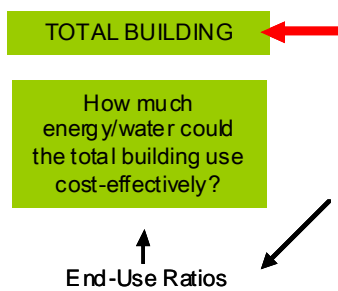 TOTAL BUILDING
How much
energy/water could
the total building use
cost-effectively?
End-Use Ratios